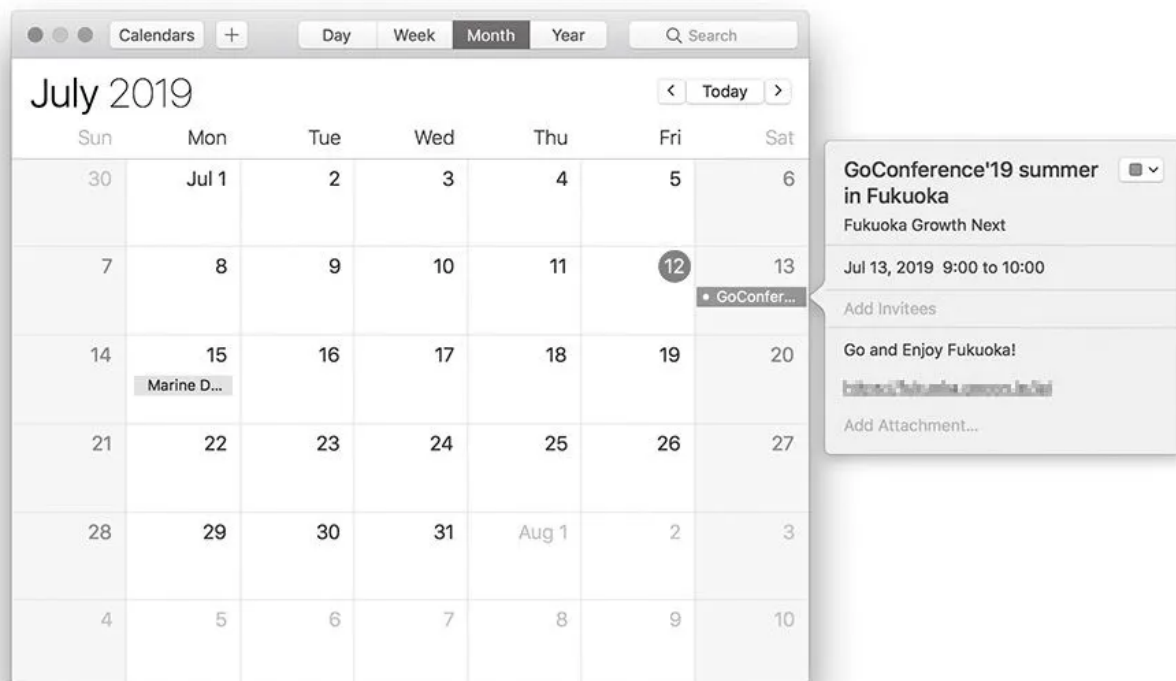 Calendars + Day Week Month Year Search
July 2019
< Today >
Sun Mon Tue Wed Thu Fri Sat
30 Jul 1 2 3 4 5 6
7 8 9 10 11 12 13
GoConfer...
14 15 16 17 18 19 20
Marine D...
21 22 23 24 25 26 27
28 29 30 31 Aug 1 2 3
4 5 6 7 8 9 10
GoConference'19 summer
in Fukuoka
Fukuoka Growth Next
Jul 13, 2019 9:00 to 10:00
Add Invitees
Go and Enjoy Fukuoka!
Add Attachment...